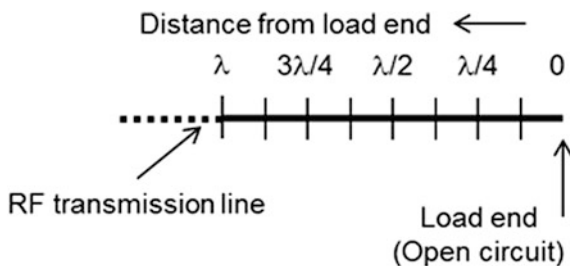 Distance from load end
λ 3λ/4 λ/2 λ/4 0
RF transmission line
Load end
(Open circuit)